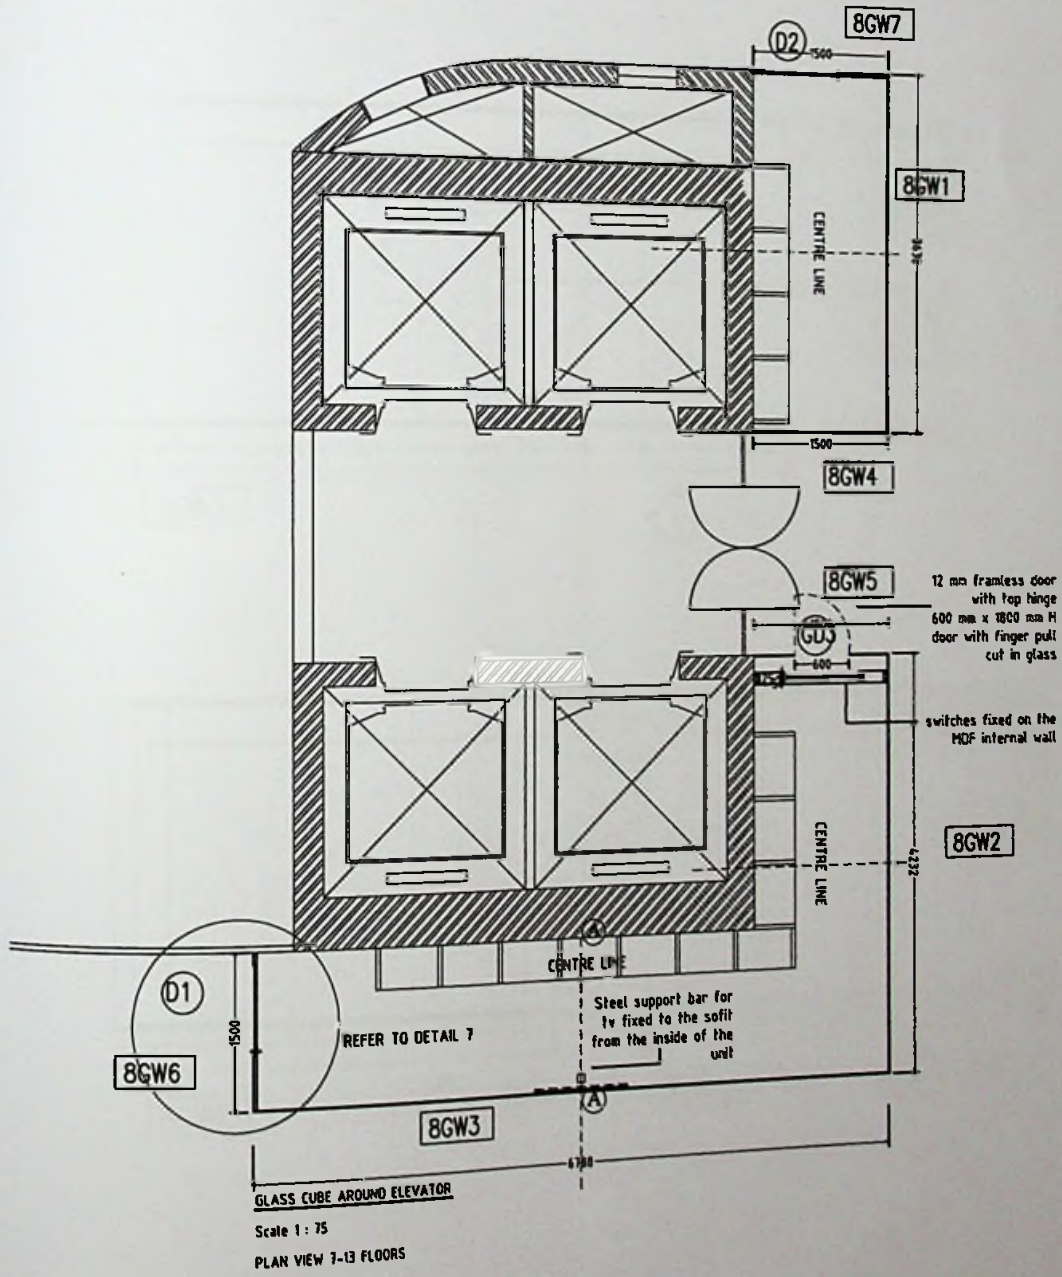 8GW7
D2
1500
8GW1
CENTRE LINE
1500
8GW4
8GW5
12 mm framless door
with top hinge
600 mm x 1800 mm H
door with finger pull
cut in glass
GD3
600
switches fixed on the
MDF internal wall
8GW2
CENTRE LINE
4232
A
CENTRE LINE
D1
1500
Steel support bar for
tv fixed to the sofit
from the inside of the
unit
REFER TO DETAIL 7
8GW6
A
8GW3
GLASS CUBE AROUND ELEVATOR
Scale 1 : 75
PLAN VIEW 7-13 FLOORS